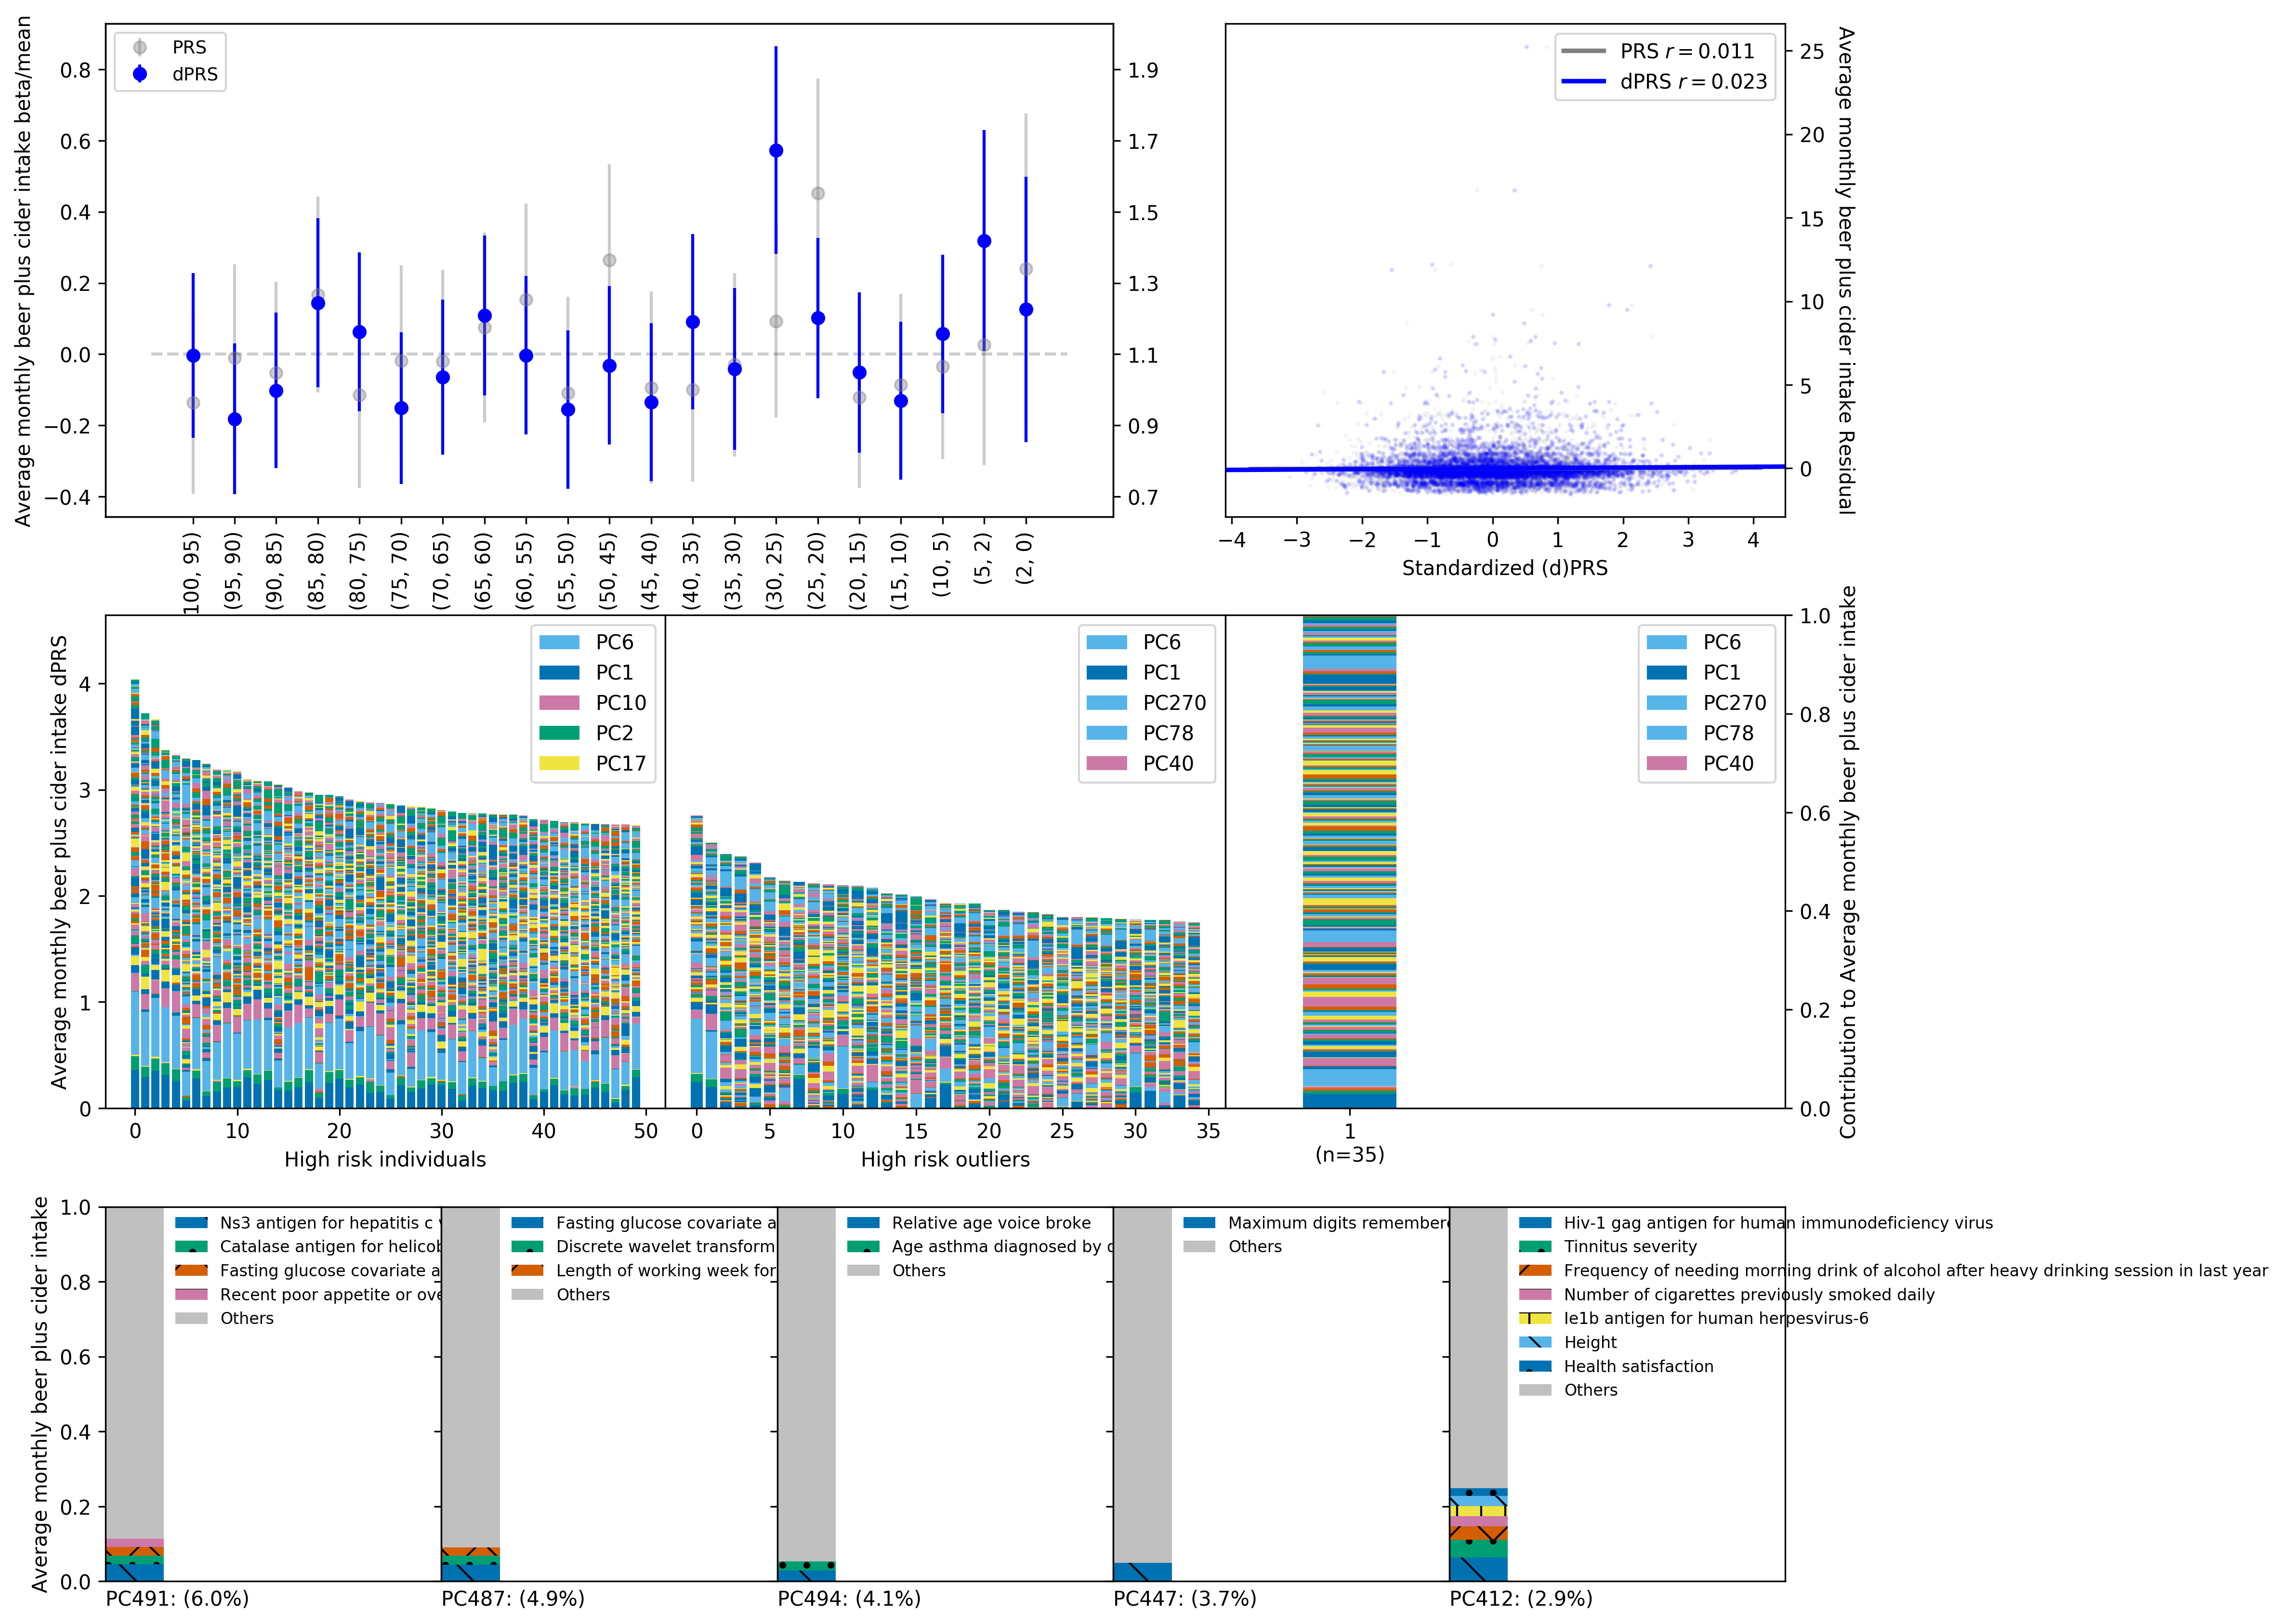 Average monthly beer plus cider intake beta/mean
PRS
dPRS
0.8
0.6
0.4
0.2
0.0
−0.2
−0.4
1.9
1.7
1.5
1.3
1.1
0.9
0.7
100, 95)
(95, 90)
(90, 85)
(85, 80)
(80, 75)
(75, 70)
(70, 65)
(65, 60)
(60, 55)
(55, 50)
(50, 45)
(45, 40)
(40, 35)
(35, 30)
(30, 25)
(25, 20)
(20, 15)
(15, 10)
(10, 5)
(5, 2)
(2, 0)
PRS r = 0.011
dPRS r = 0.023
25
20
15
10
5
0
Average monthly beer plus cider intake Residual
−4 −3 −2 −1 0 1 2 3 4
Standardized (d)PRS
Average monthly beer plus cider intake dPRS
4
3
2
1
0
PC6
PC1
PC10
PC2
PC17
0 10 20 30 40 50
High risk individuals
PC6
PC1
PC270
PC78
PC40
0 5 10 15 20 25 30 35
High risk outliers
PC6
PC1
PC270
PC78
PC40
1
(n=35)
1.0
0.8
0.6
0.4
0.2
0.0
Contribution to Average monthly beer plus cider intake
Average monthly beer plus cider intake
1.0
0.8
0.6
0.4
0.2
0.0
Ns3 antigen for hepatitis c
Catalase antigen for helicob
Fasting glucose covariate a
Recent poor appetite or ove
Others
PC491: (6.0%)
Fasting glucose covariate a
Discrete wavelet transform
Length of working week for
Others
PC487: (4.9%)
Relative age voice broke
Age asthma diagnosed by d
Others
PC494: (4.1%)
Maximum digits remembere
Others
PC447: (3.7%)
Hiv-1 gag antigen for human immunodeficiency virus
Tinnitus severity
Frequency of needing morning drink of alcohol after heavy drinking session in last year
Number of cigarettes previously smoked daily
Ie1b antigen for human herpesvirus-6
Height
Health satisfaction
Others
PC412: (2.9%)